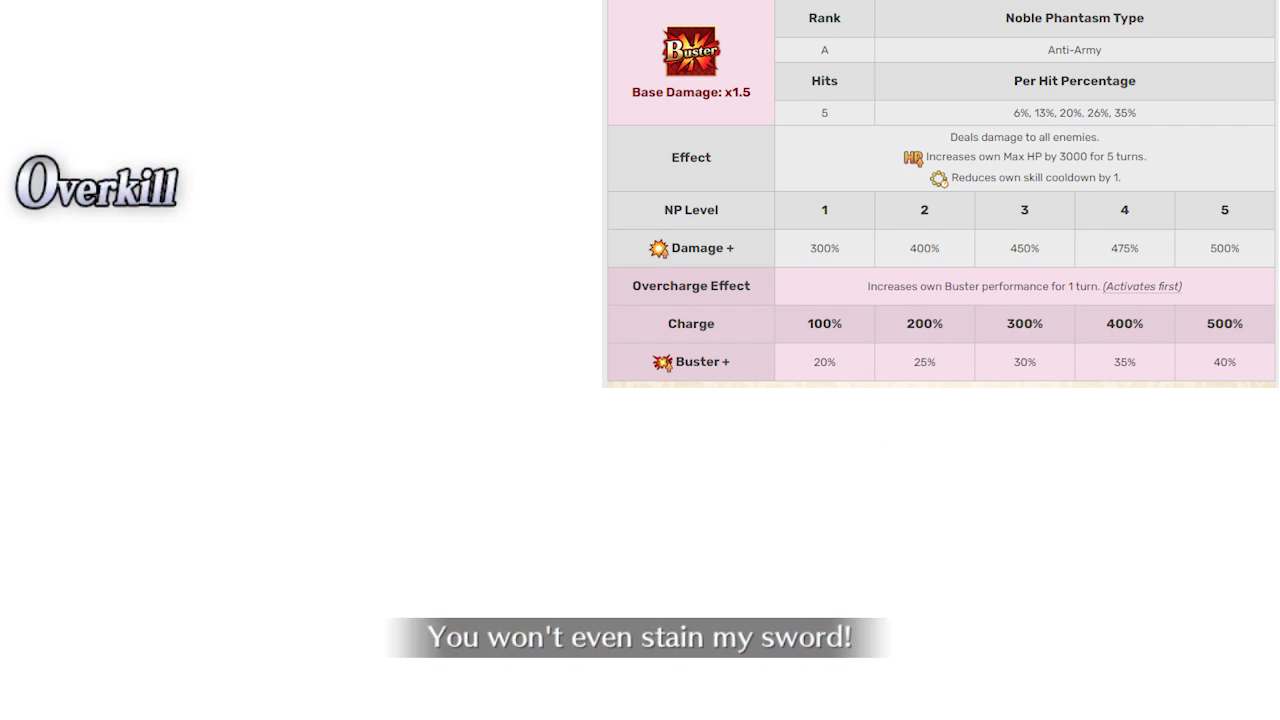 Overkill
Buster
Base Damage: x1.5
Rank Noble Phantasm Type
A Anti-Army
Hits Per Hit Percentage
5 6%, 13%, 20%, 26%, 35%
Effect
Deals damage to all enemies.
HP Increases own Max HP by 3000 for 5 turns.
Reduces own skill cooldown by 1.
NP Level 1 2 3 4 5
Damage + 300% 400% 450% 475% 500%
Overcharge Effect Increases own Buster performance for 1 turn. (Activates first)
Charge 100% 200% 300% 400% 500%
Buster + 20% 25% 30% 35% 40%
You won't even stain my sword!